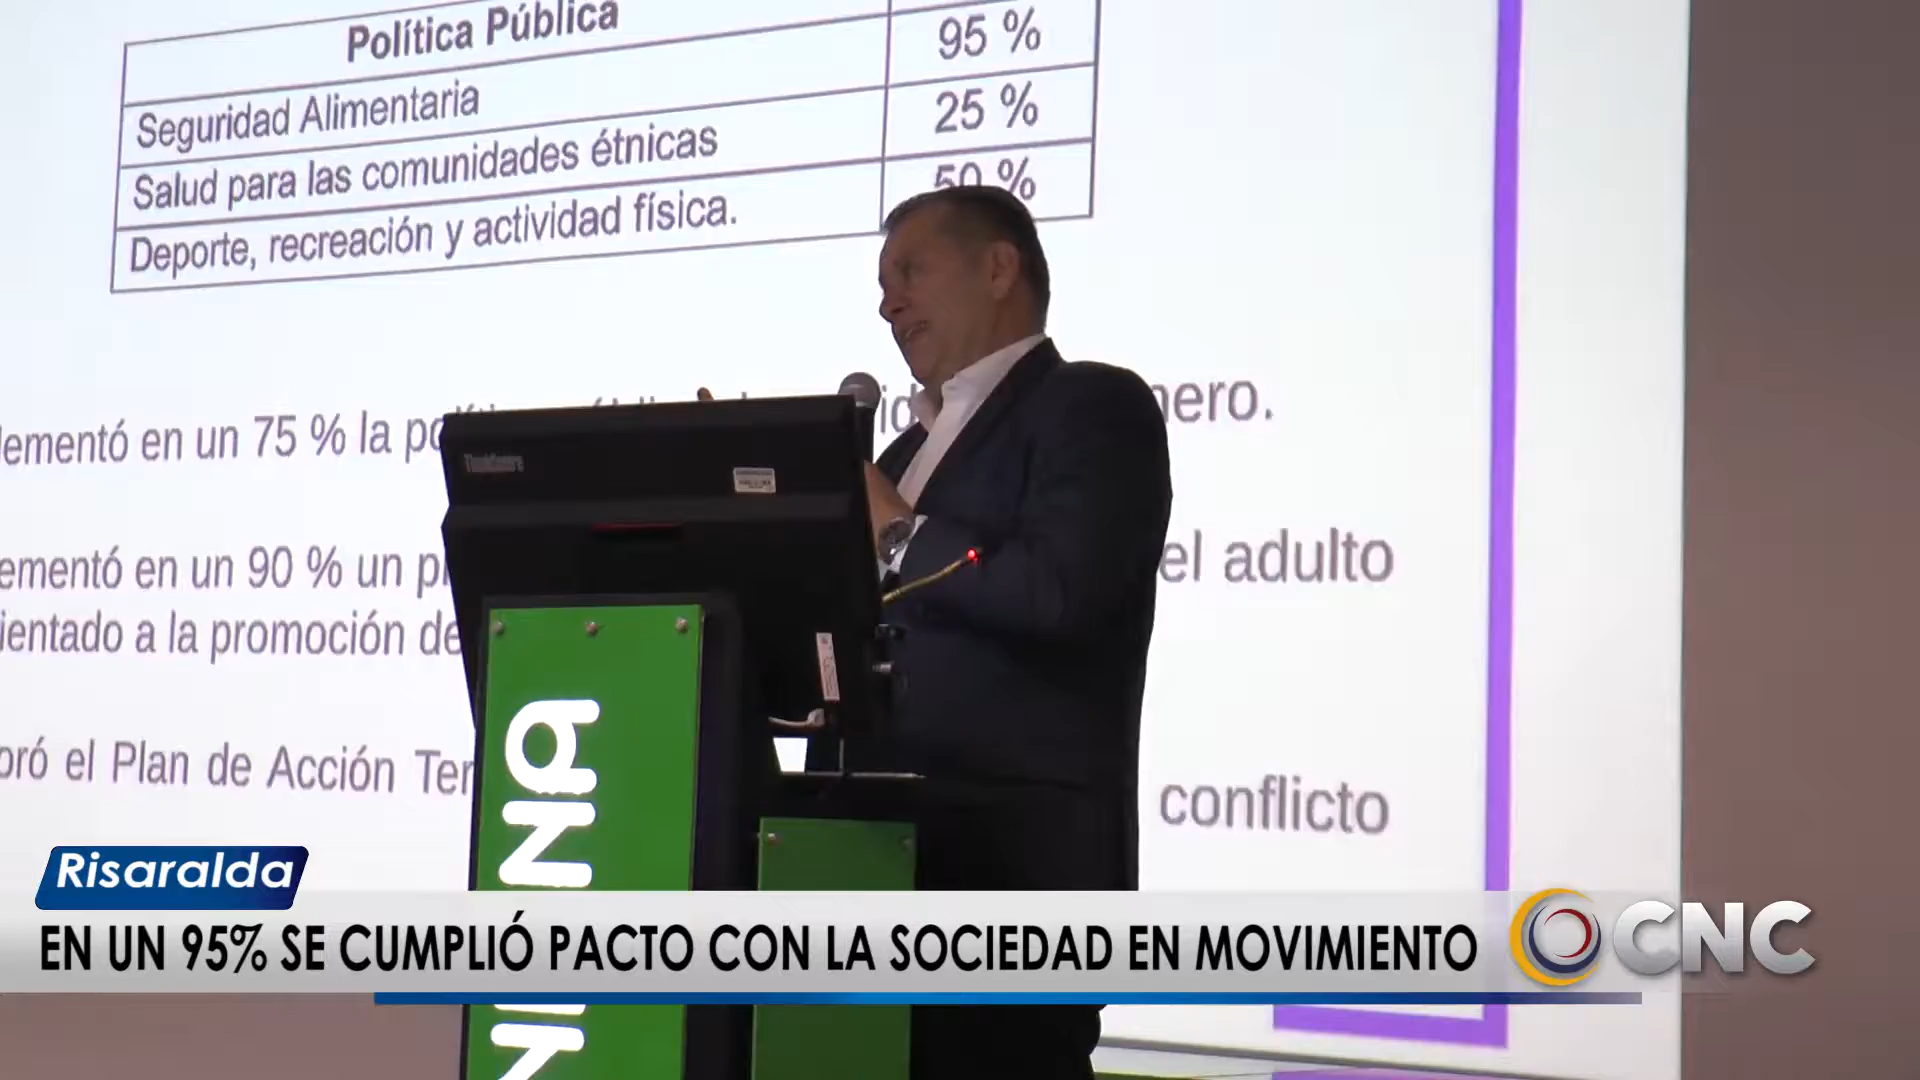 Política Pública
95 %
Seguridad Alimentaria
25 %
Salud para las comunidades étnicas
50 %
Deporte, recreación y actividad física.
lementó en un 75 % la
nero.
ementó en un 90 % un
el adulto
ientado a la promoción de
oró el Plan de Acción Ter
conflicto
Risaralda
EN UN 95% SE CUMPLIÓ PACTO CON LA SOCIEDAD EN MOVIMIENTO
CNC